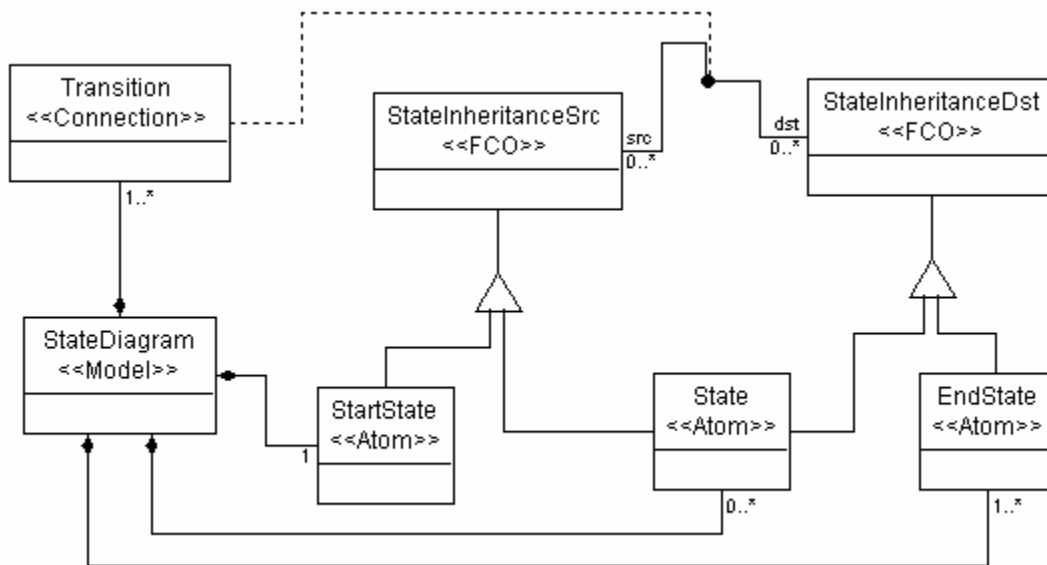 Transition
<<Connection>>
1..*
StateInheritanceSrc
<<FCO>>
src
0..*
dst
0..*
StateInheritanceDst
<<FCO>>
StateDiagram
<<Model>>
StartState
<<Atom>>
1
State
<<Atom>>
0..*
EndState
<<Atom>>
1..*